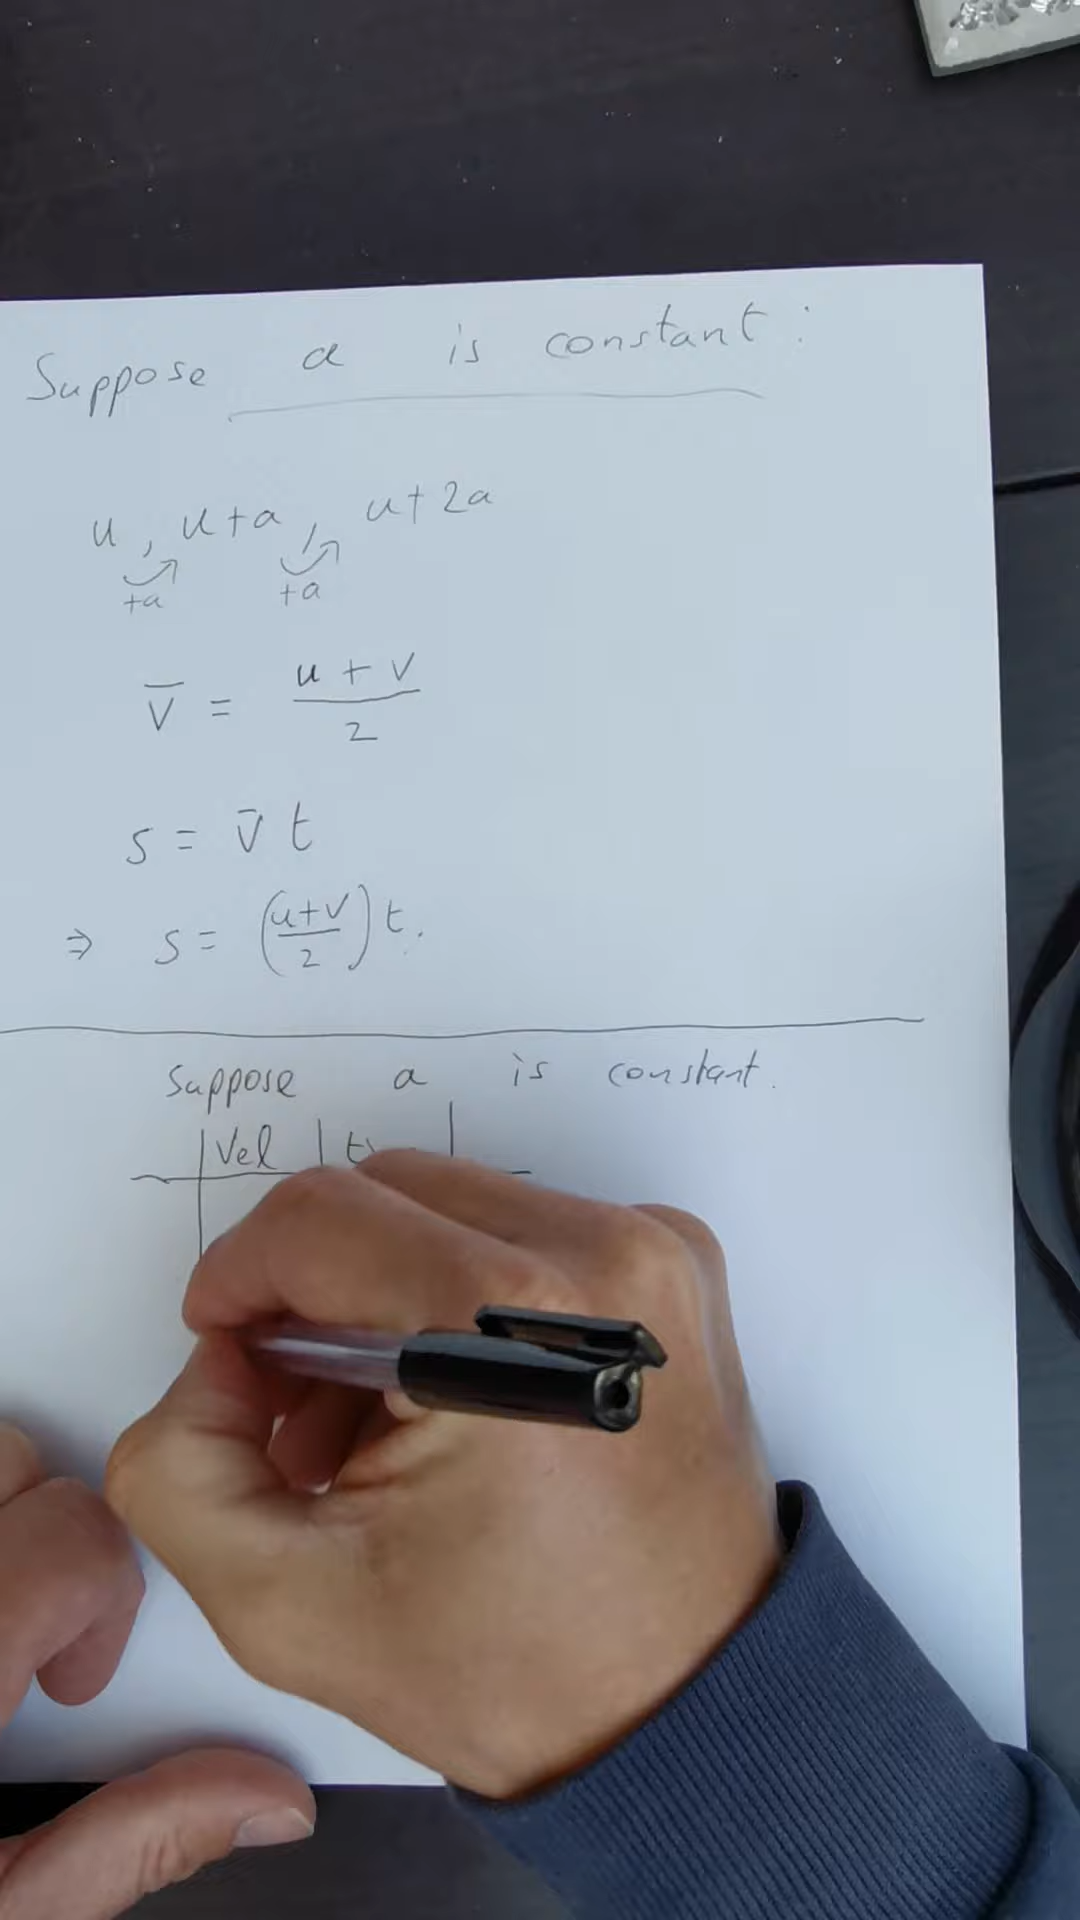 Suppose a is constant:
u, u+a, u+2a
+a +a
v̄ = u + v / 2
s = v̄ t
⇒ s = (u+v / 2) t.
Suppose a is constant.
Vel